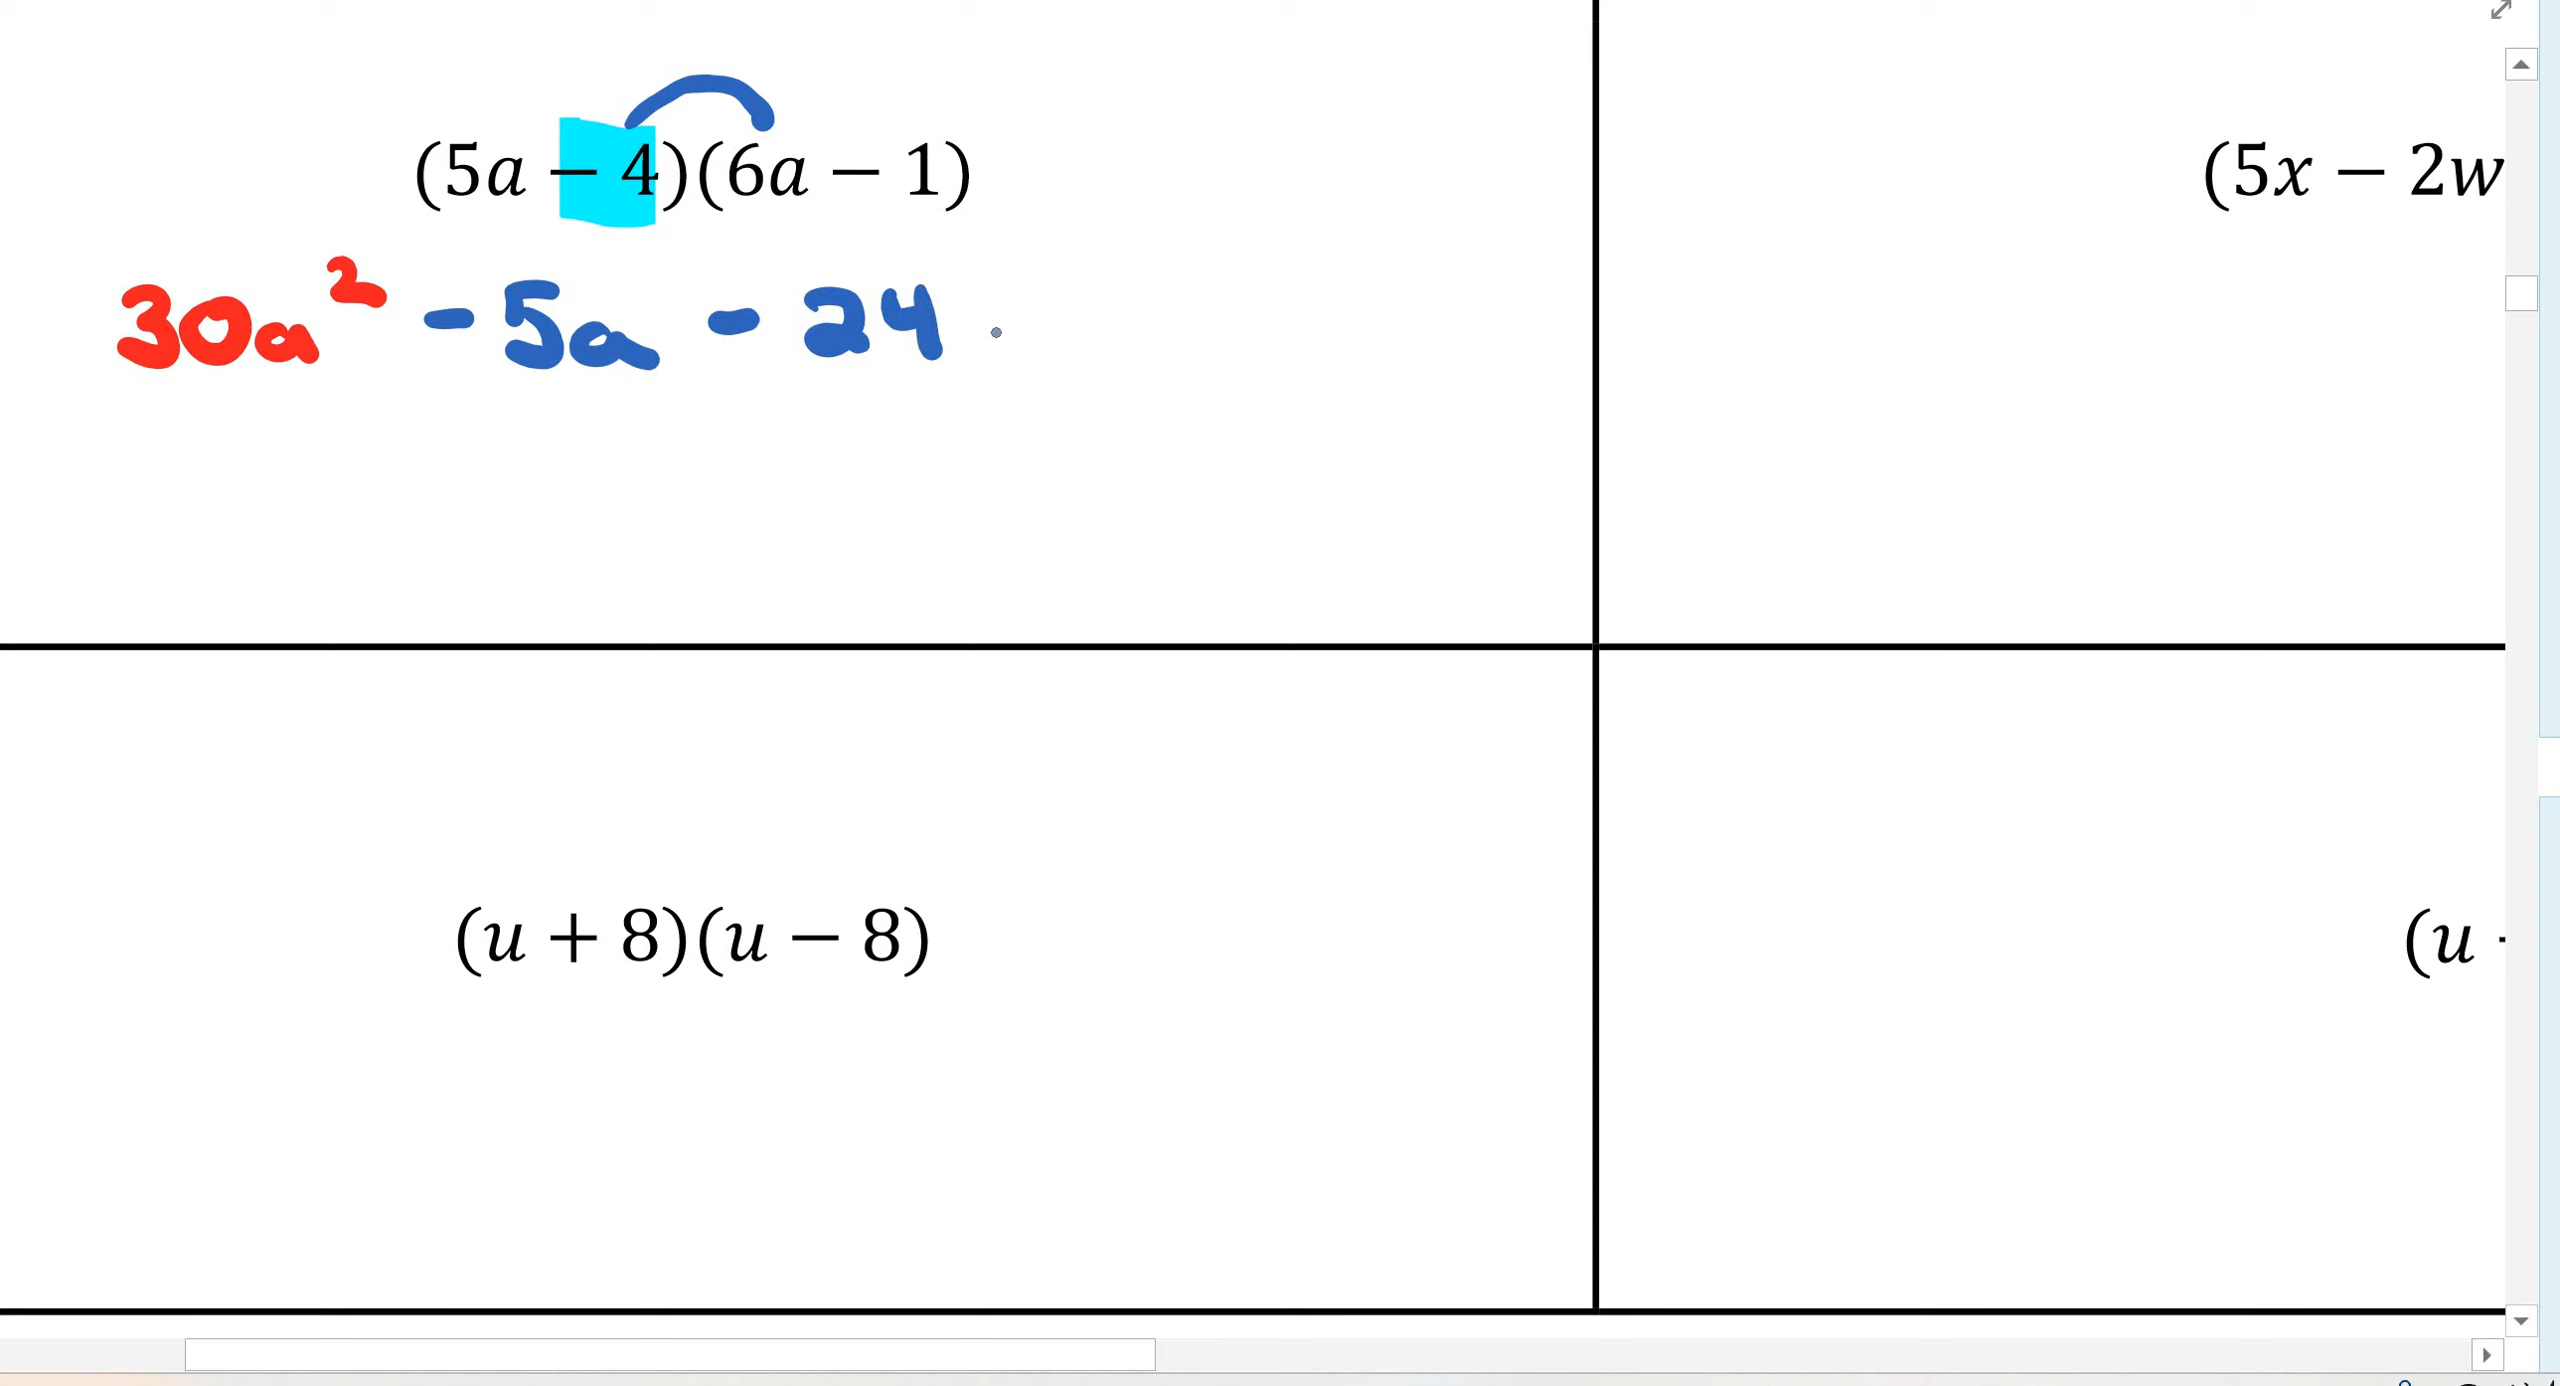 (5a − 4)(6a − 1)
(5x − 2w
30a² - 5a - 24
(u + 8)(u − 8)
(u -